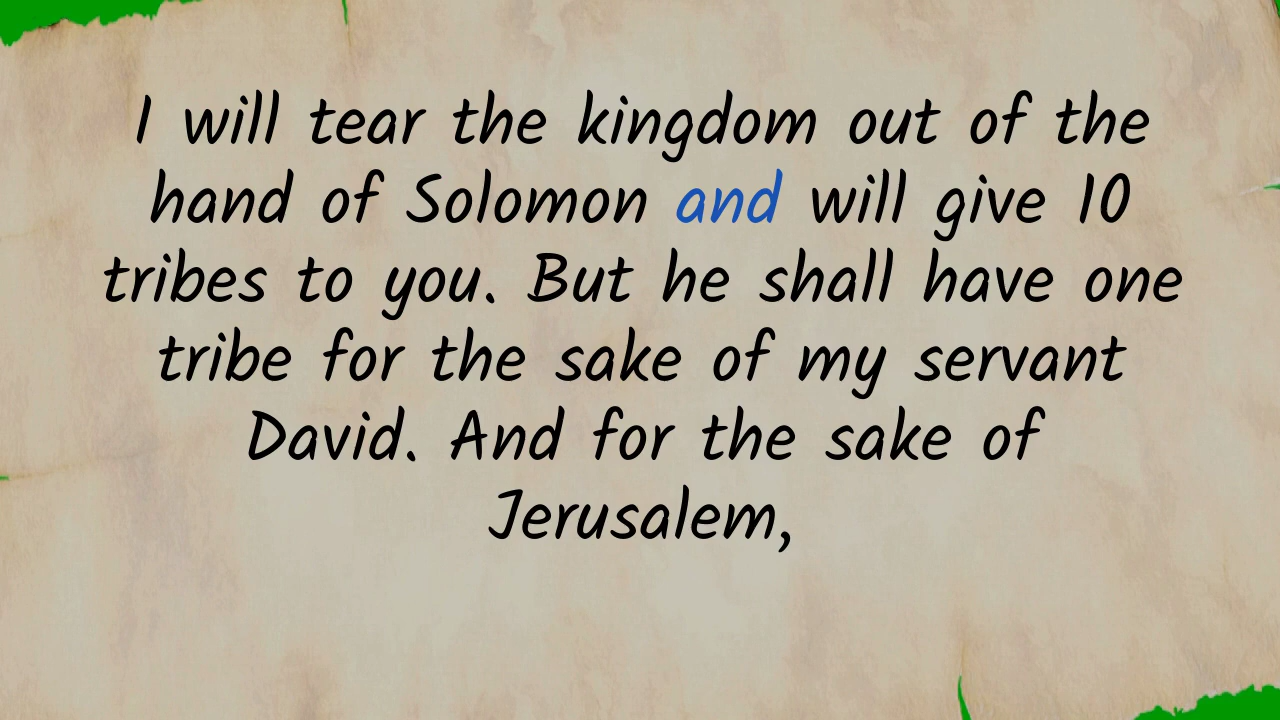 I will tear the kingdom out of the
hand of Solomon and will give 10
tribes to you. But he shall have one
tribe for the sake of my servant
David. And for the sake of
Jerusalem,